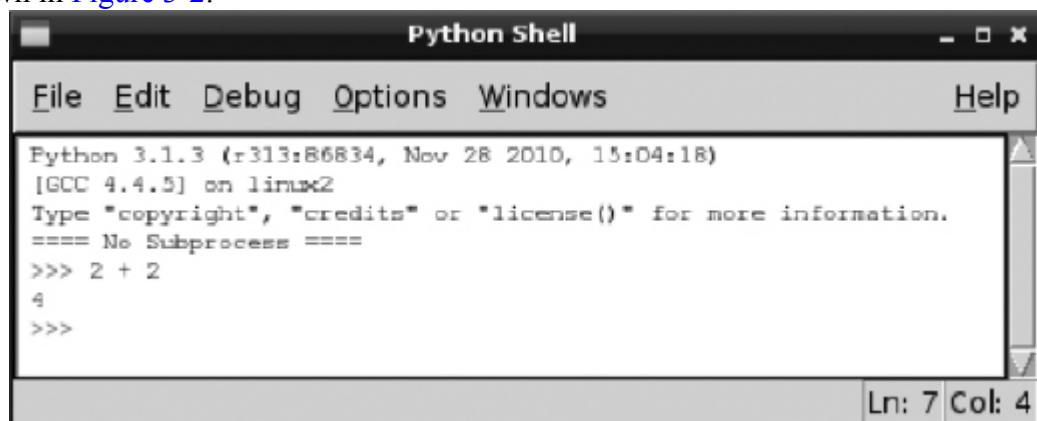 in Figure 3-2.
Python Shell
File Edit Debug Options Windows Help
Python 3.1.3 (r313:86834, Nov 28 2010, 15:04:18)
[GCC 4.4.5] on linux2
Type "copyright", "credits" or "license()" for more information.
==== No Subprocess ====
>>> 2 + 2
4
>>>
Ln: 7 Col: 4